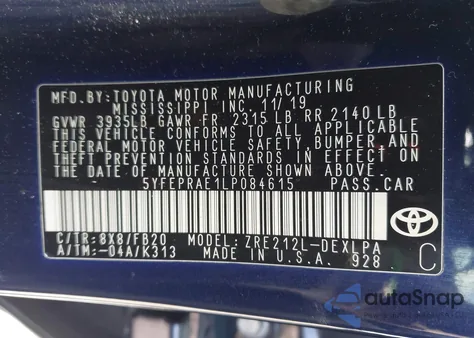 MFD.BY:TOYOTA MOTOR MANUFACTURING
MISSISSIPPI INC. 11/19
GVWR 3935LB GAWR FR 2315 LB RR 2140 LB
THIS VEHICLE CONFORMS TO ALL APPLICABLE
FEDERAL MOTOR VEHICLE SAFETY,BUMPER,AND
THEFT PREVENTION STANDARDS IN EFFECT ON
THE DATE OF MANUFACTURE SHOWN ABOVE.
5YFEPRAE1LP084615 PASS.CAR
C/TR:8X8/FB20 MODEL:ZRE212L-DEXLPA
A/TM:-04A/K313 MADE IN U.S.A. 928
C
autoSnap